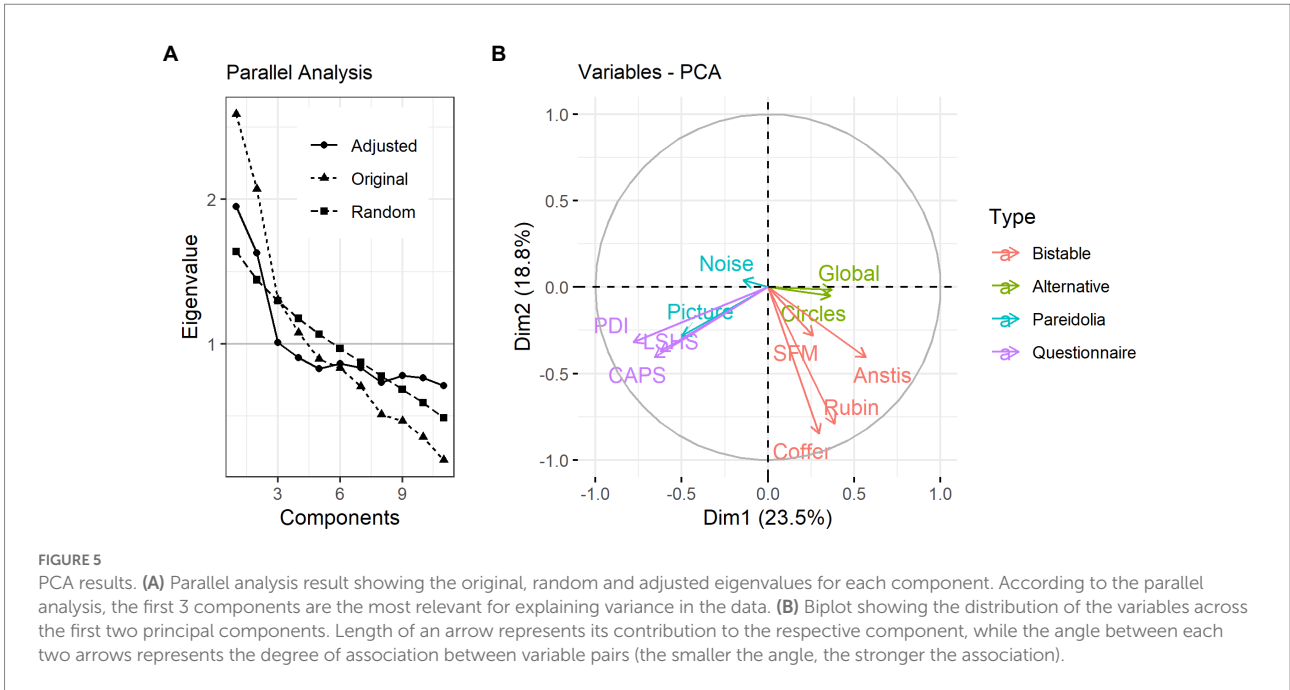 A
Parallel Analysis
Adjusted
Original
Random
2
1
Eigenvalue
3 6 9
Components
B
Variables - PCA
1.0
0.5
0.0
-0.5
-1.0
Dim2 (18.8%)
Noise
Global
Picture
Circles
PDI
LSHS
SFM
CAPS
Anstis
Rubin
Coffer
-1.0 -0.5 0.0 0.5 1.0
Dim1 (23.5%)
Type
a Bistable
a Alternative
a Pareidolia
a Questionnaire
FIGURE 5
PCA results. (A) Parallel analysis result showing the original, random and adjusted eigenvalues for each component. According to the parallel
analysis, the first 3 components are the most relevant for explaining variance in the data. (B) Biplot showing the distribution of the variables across
the first two principal components. Length of an arrow represents its contribution to the respective component, while the angle between each
two arrows represents the degree of association between variable pairs (the smaller the angle, the stronger the association).